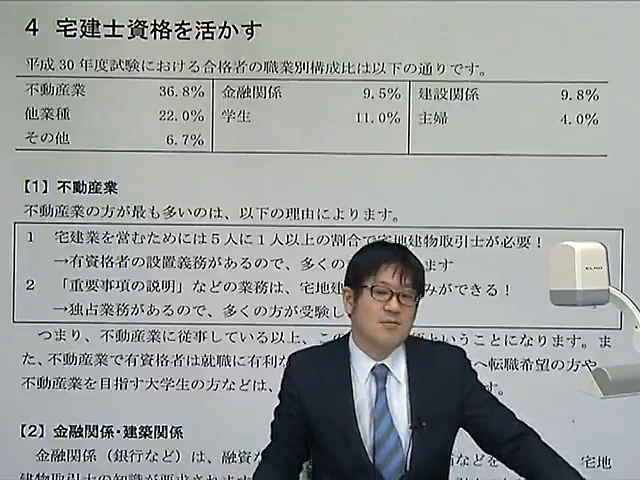 4 宅建士資格を活かす
平成30年度試験における合格者の職業別構成比は以下の通りです。
不動産業 36.8% 金融関係 9.5% 建設関係 9.8%
他業種 22.0% 学生 11.0% 主婦 4.0%
その他 6.7%
【1】不動産業
不動産業の方が最も多いのは、以下の理由によります。
1 宅建業を営むためには5人に1人以上の割合で宅地建物取引士が必要！
→有資格者の設置義務があるので、多くの ます
2 「重要事項の説明」などの業務は、宅地建 みができる！
→独占業務があるので、多くの方が受験し
つまり、不動産業に従事している以上、こ ということになります。ま
た、不動産業で有資格者は就職に有利な へ転職希望の方や
不動産業を目指す大学生の方などは、 す。
【2】金融関係・建築関係
金融関係（銀行など）は、融資 などを 宅地
建物取引士の知識が要求されます
ELMO